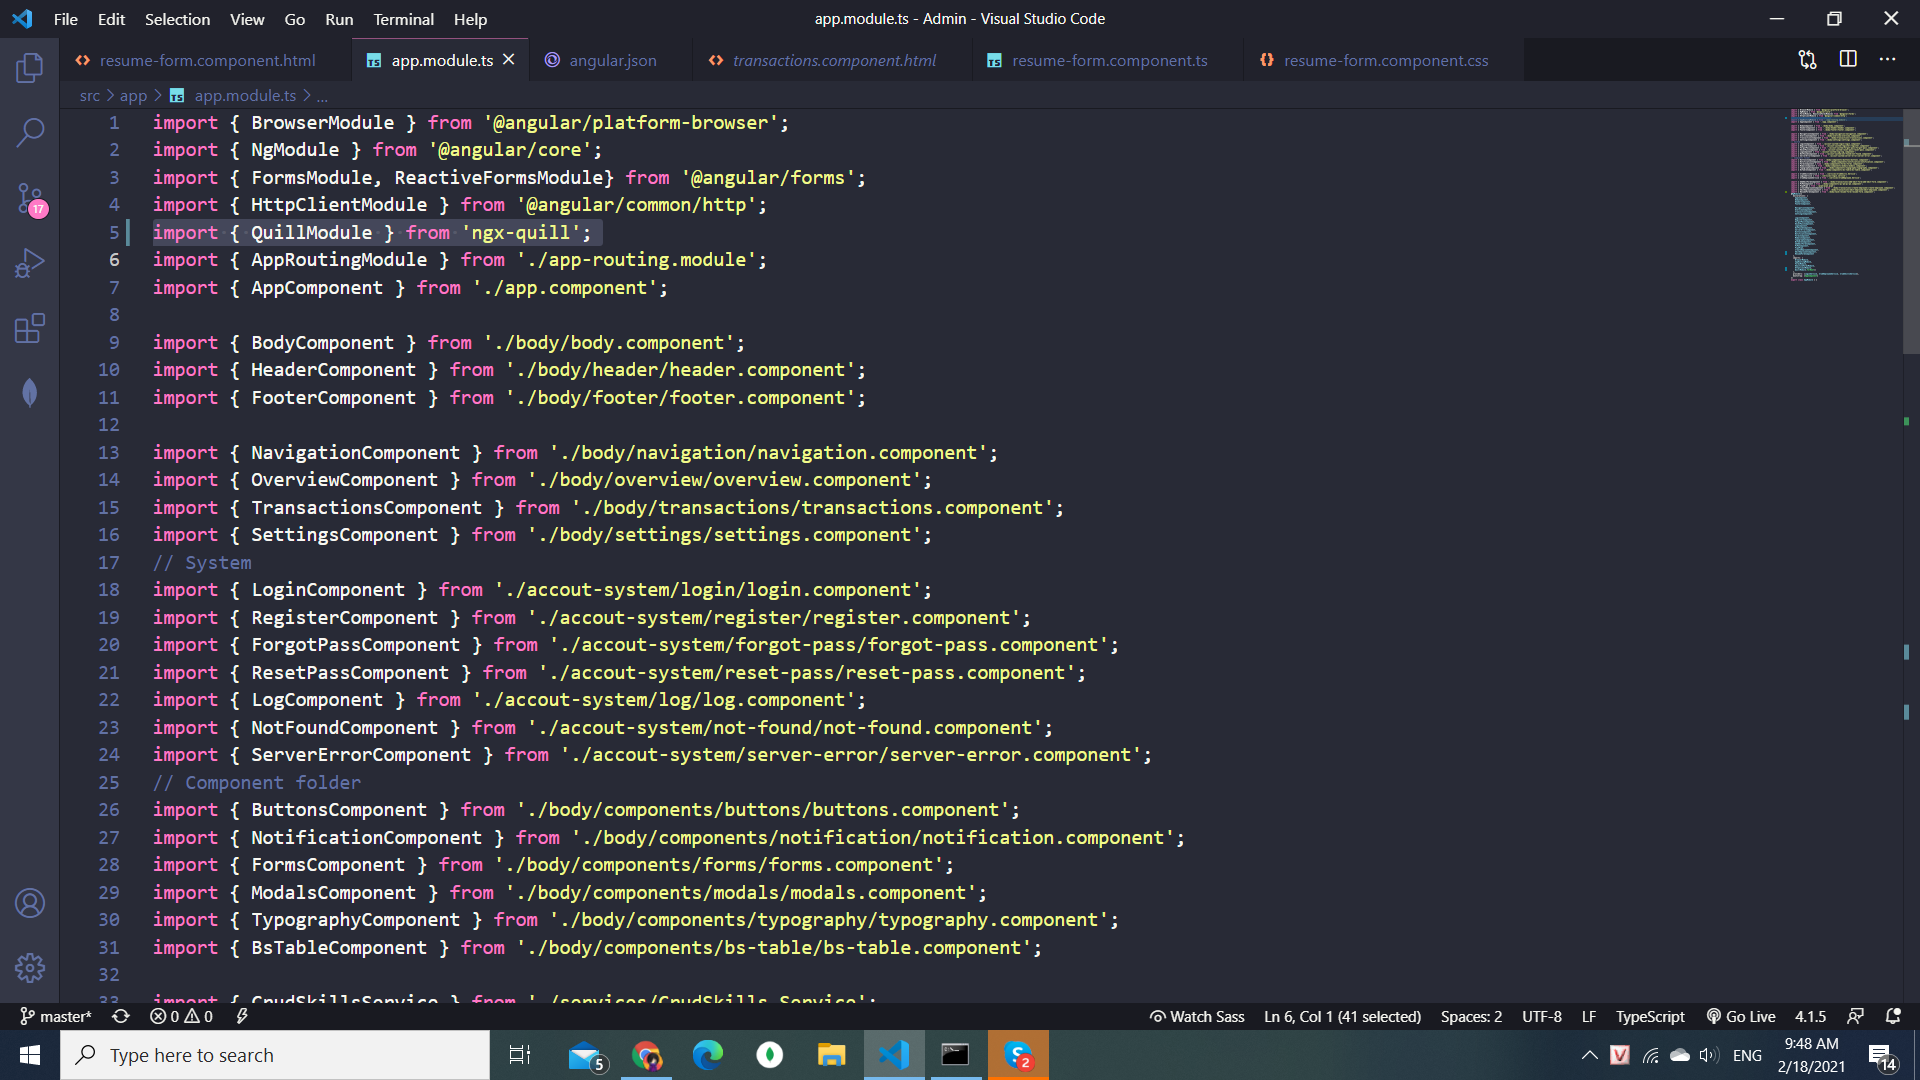 File Edit Selection View Go Run Terminal Help
app.module.ts - Admin - Visual Studio Code
resume-form.component.html
TS app.module.ts
angular.json
transactions.component.html
TS resume-form.component.ts
resume-form.component.css
src > app > TS app.module.ts > ...
1 import { BrowserModule } from '@angular/platform-browser';
2 import { NgModule } from '@angular/core';
3 import { FormsModule, ReactiveFormsModule} from '@angular/forms';
4 import { HttpClientModule } from '@angular/common/http';
5 import { QuillModule } from 'ngx-quill';
6 import { AppRoutingModule } from './app-routing.module';
7 import { AppComponent } from './app.component';
8
9 import { BodyComponent } from './body/body.component';
10 import { HeaderComponent } from './body/header/header.component';
11 import { FooterComponent } from './body/footer/footer.component';
12
13 import { NavigationComponent } from './body/navigation/navigation.component';
14 import { OverviewComponent } from './body/overview/overview.component';
15 import { TransactionsComponent } from './body/transactions/transactions.component';
16 import { SettingsComponent } from './body/settings/settings.component';
17 // System
18 import { LoginComponent } from './accout-system/login/login.component';
19 import { RegisterComponent } from './accout-system/register/register.component';
20 import { ForgotPassComponent } from './accout-system/forgot-pass/forgot-pass.component';
21 import { ResetPassComponent } from './accout-system/reset-pass/reset-pass.component';
22 import { LogComponent } from './accout-system/log/log.component';
23 import { NotFoundComponent } from './accout-system/not-found/not-found.component';
24 import { ServerErrorComponent } from './accout-system/server-error/server-error.component';
25 // Component folder
26 import { ButtonsComponent } from './body/components/buttons/buttons.component';
27 import { NotificationComponent } from './body/components/notification/notification.component';
28 import { FormsComponent } from './body/components/forms/forms.component';
29 import { ModalsComponent } from './body/components/modals/modals.component';
30 import { TypographyComponent } from './body/components/typography/typography.component';
31 import { BsTableComponent } from './body/components/bs-table/bs-table.component';
32
33 import { CrudSkillsService } from './services/CrudSkills.Service';
17
master* 0 0 Watch Sass Ln 6, Col 1 (41 selected) Spaces: 2 UTF-8 LF TypeScript Go Live 4.1.5
Type here to search
5
2
V
ENG
9:48 AM
2/18/2021
14